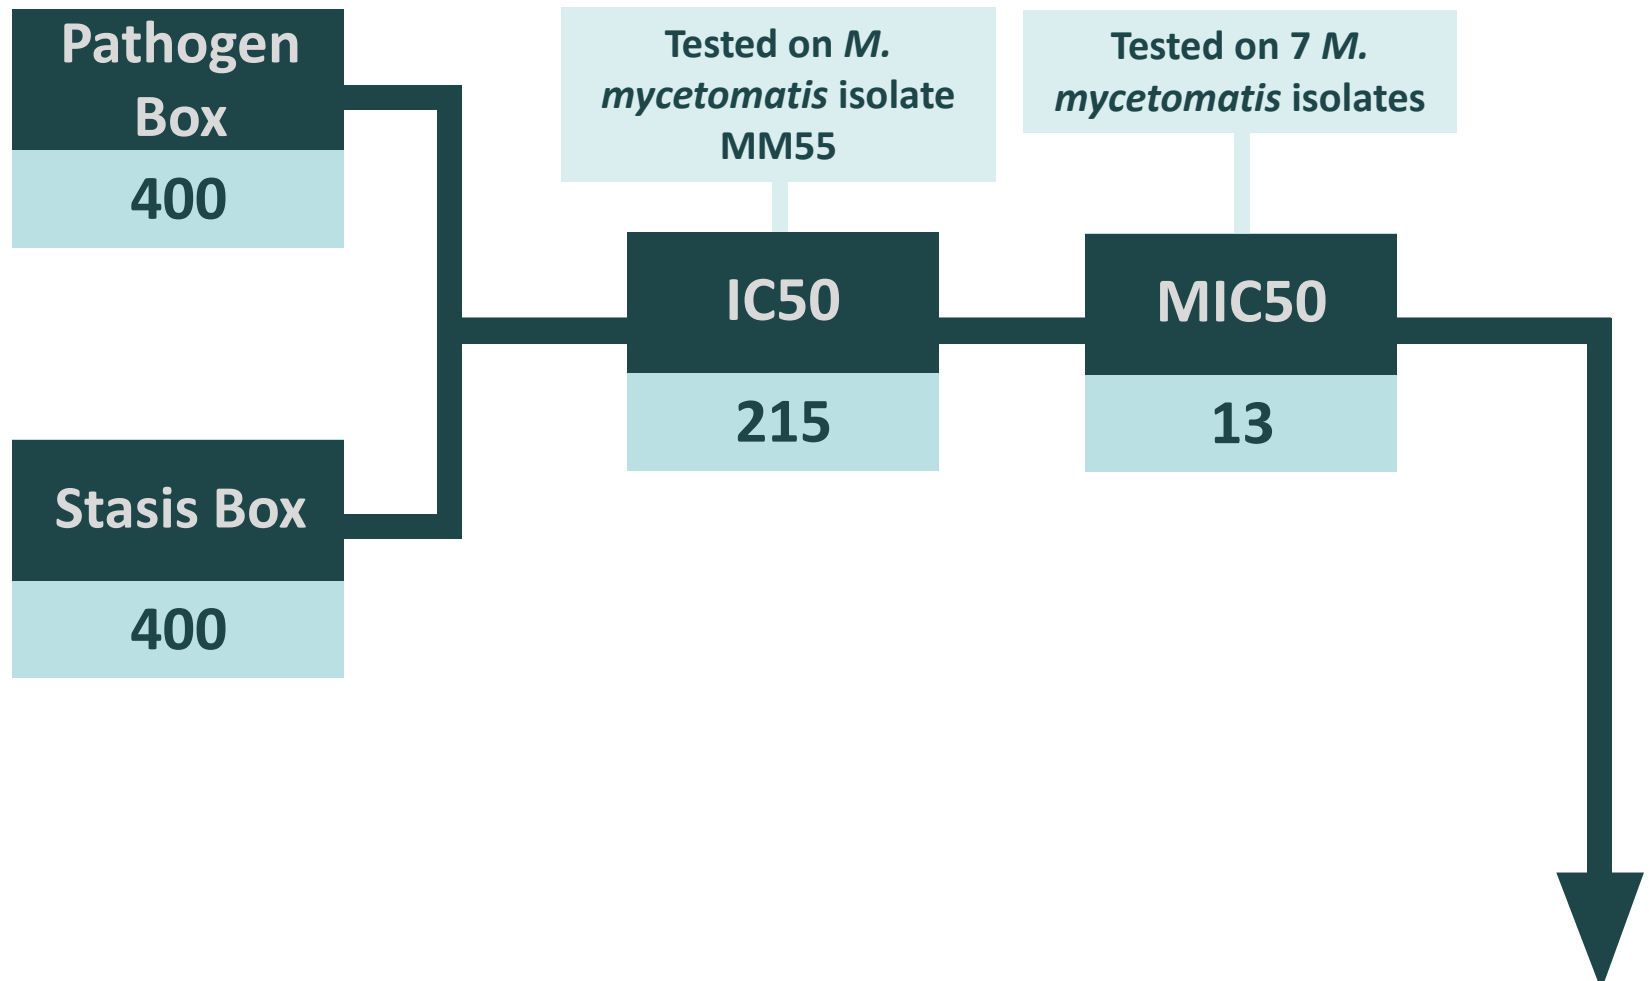 Pathogen
Box
400
Stasis Box
400
Tested on M.
mycetomatis isolate
MM55
IC50
215
Tested on 7 M.
mycetomatis isolates
MIC50
13